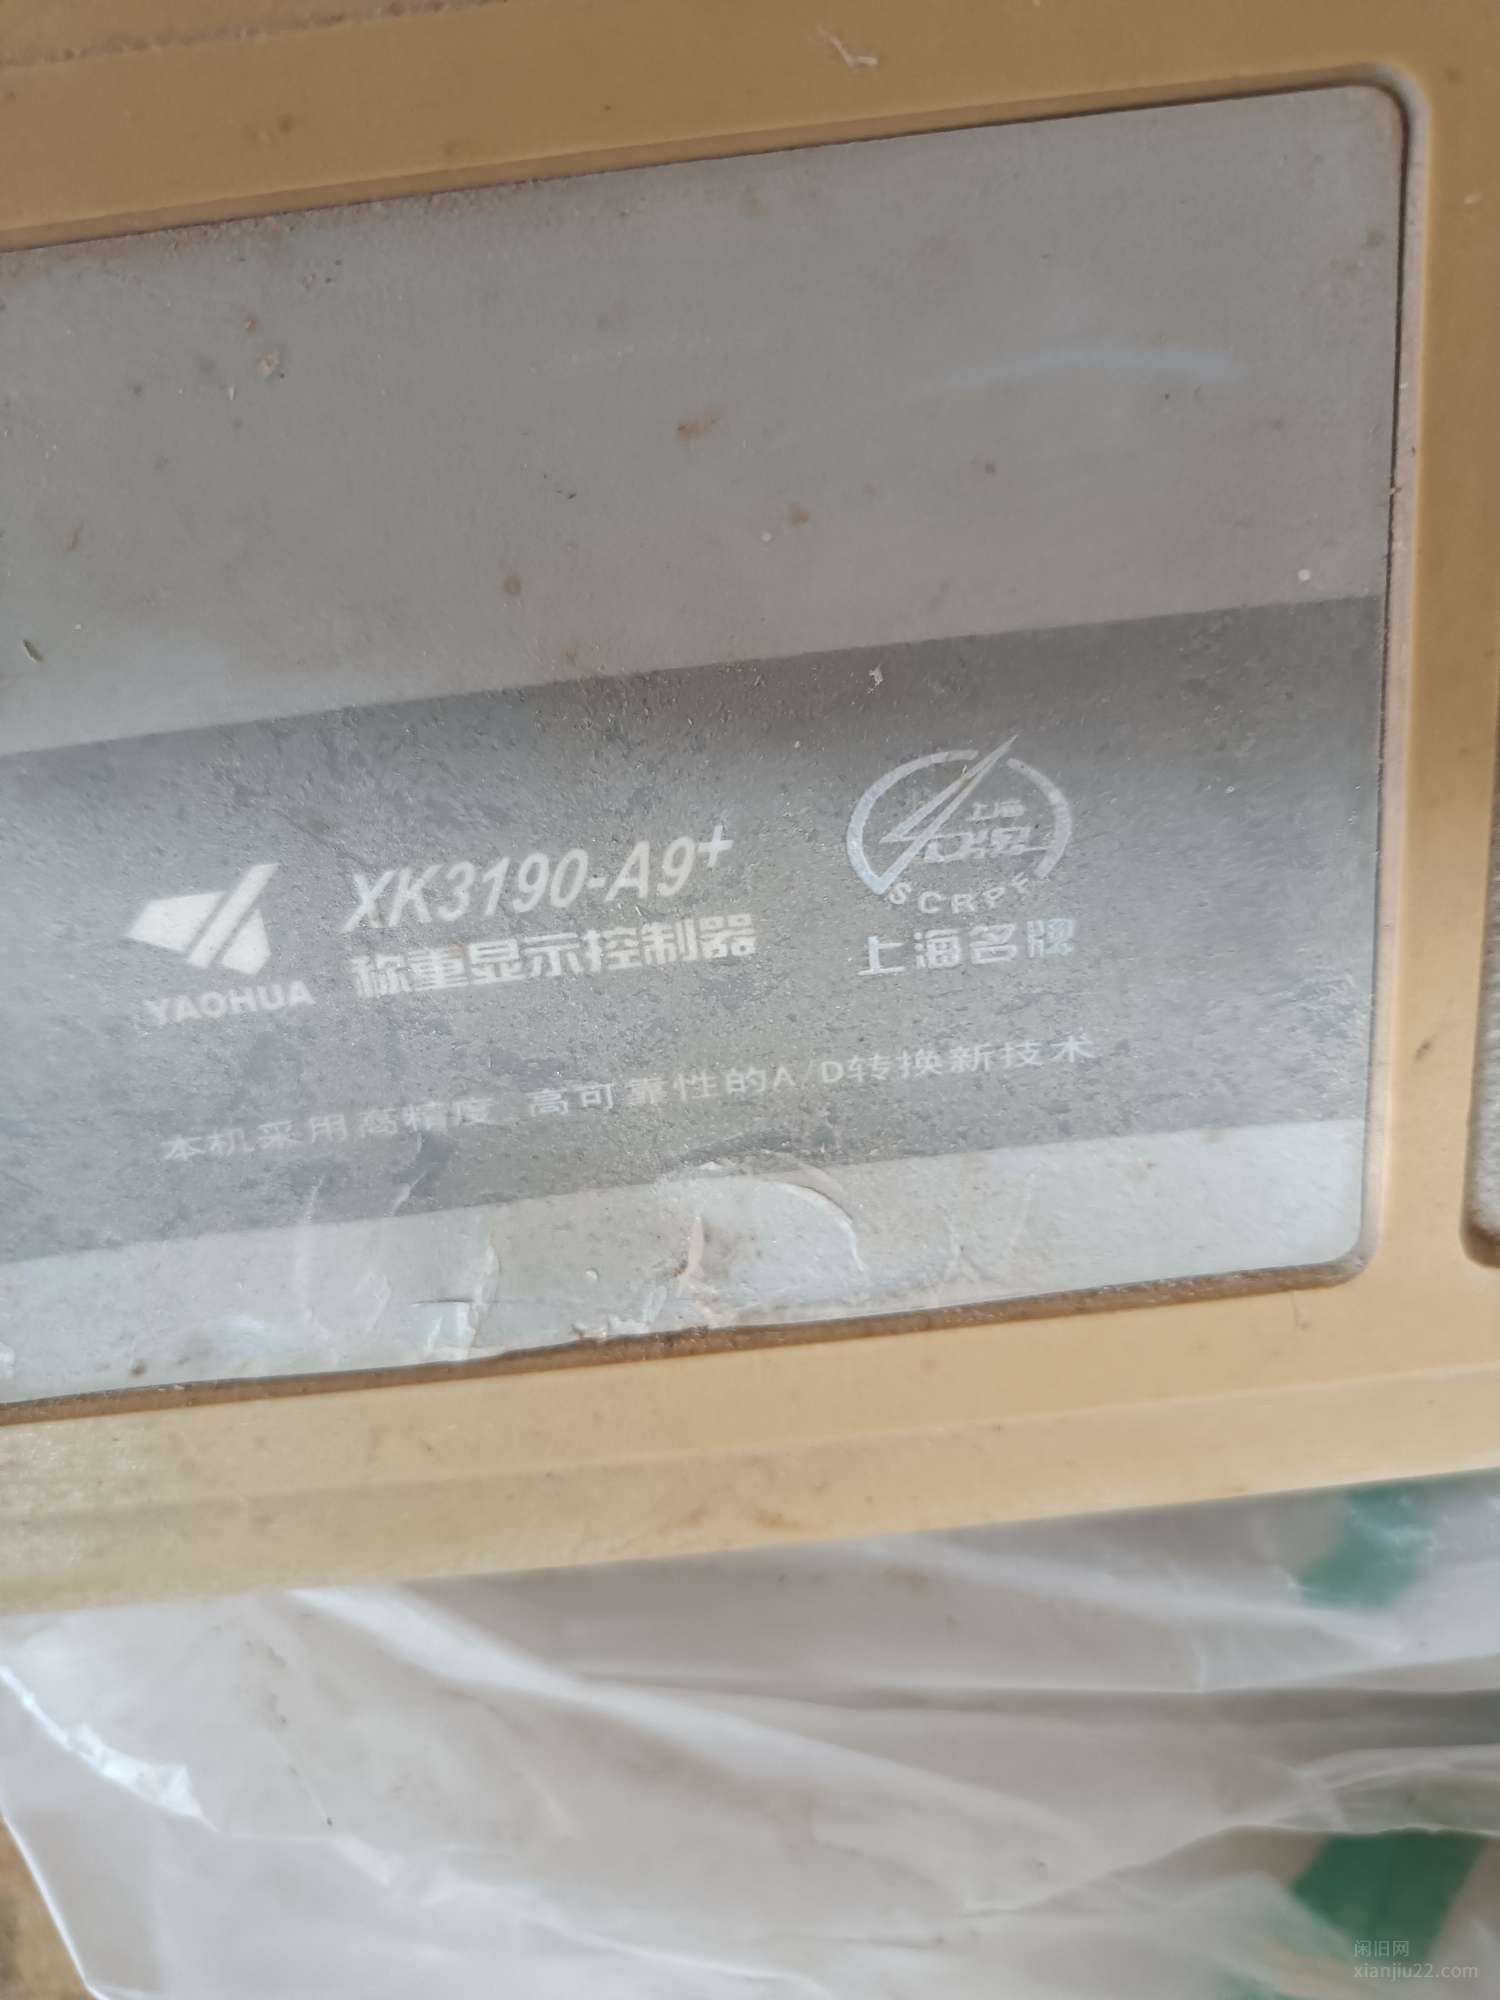 XK3190-A9+
称重显示控制器
YAOHUA
上海
名牌
SCRPF
上海名牌
本机采用高精度、高可靠性的A/D转换新技术
闲旧网
xianjiu22.com